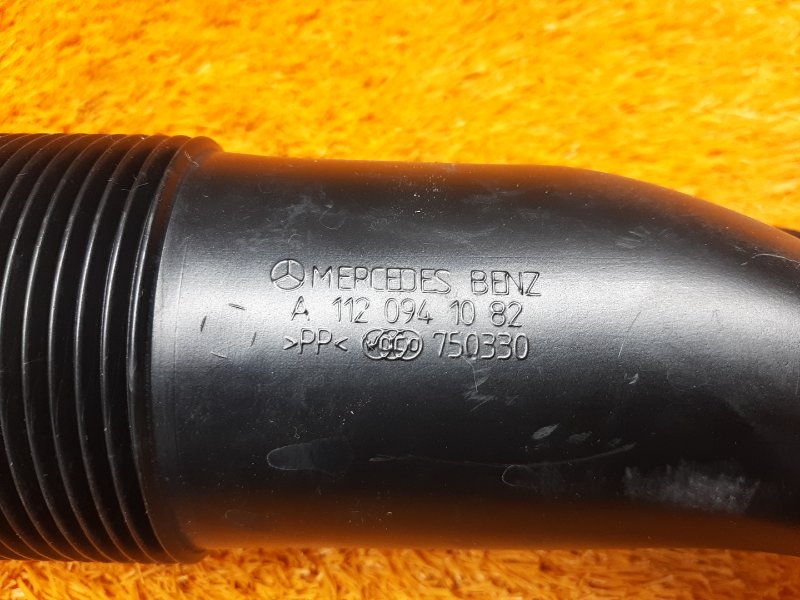 MERCEDES BENZ
A 112 094 10 82
>PP< 750330